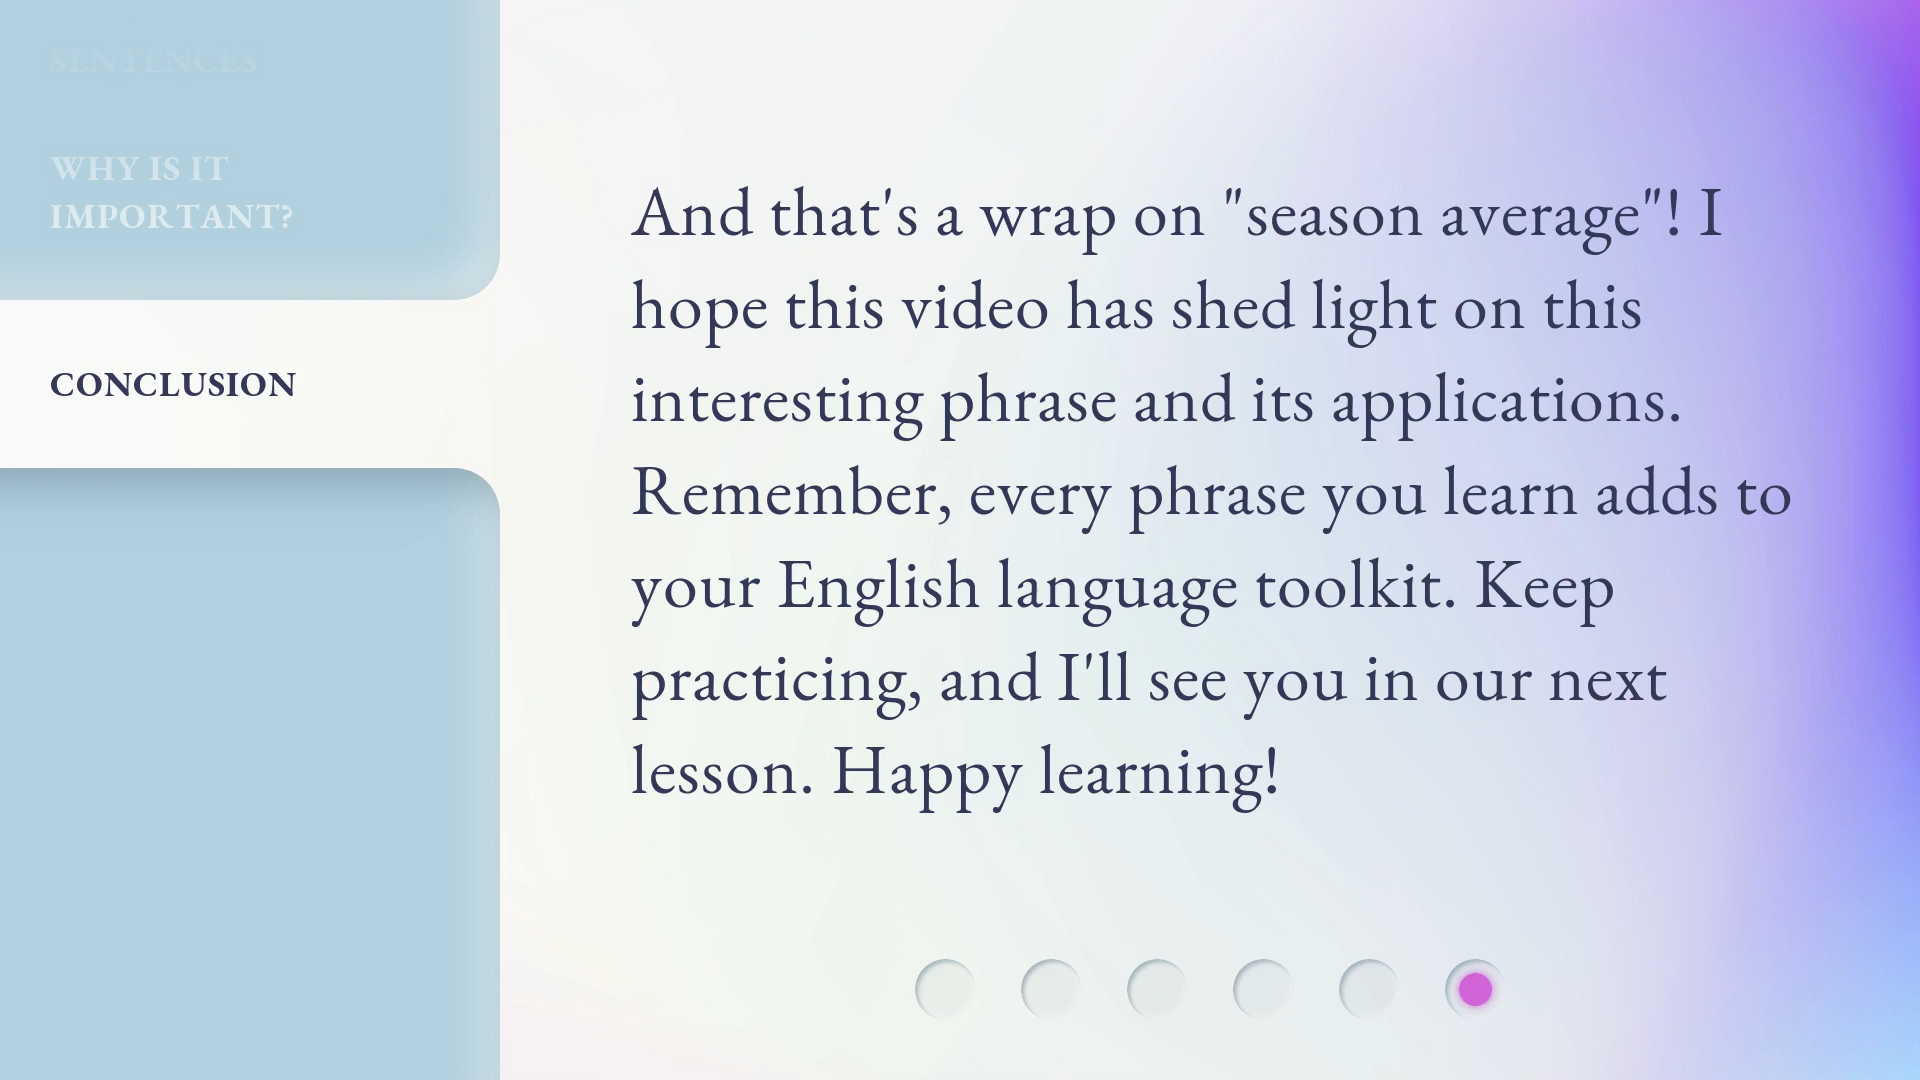 SENTENCES
WHY IS IT
IMPORTANT?
CONCLUSION
And that's a wrap on "season average"! I
hope this video has shed light on this
interesting phrase and its applications.
Remember, every phrase you learn adds to
your English language toolkit. Keep
practicing, and I'll see you in our next
lesson. Happy learning!